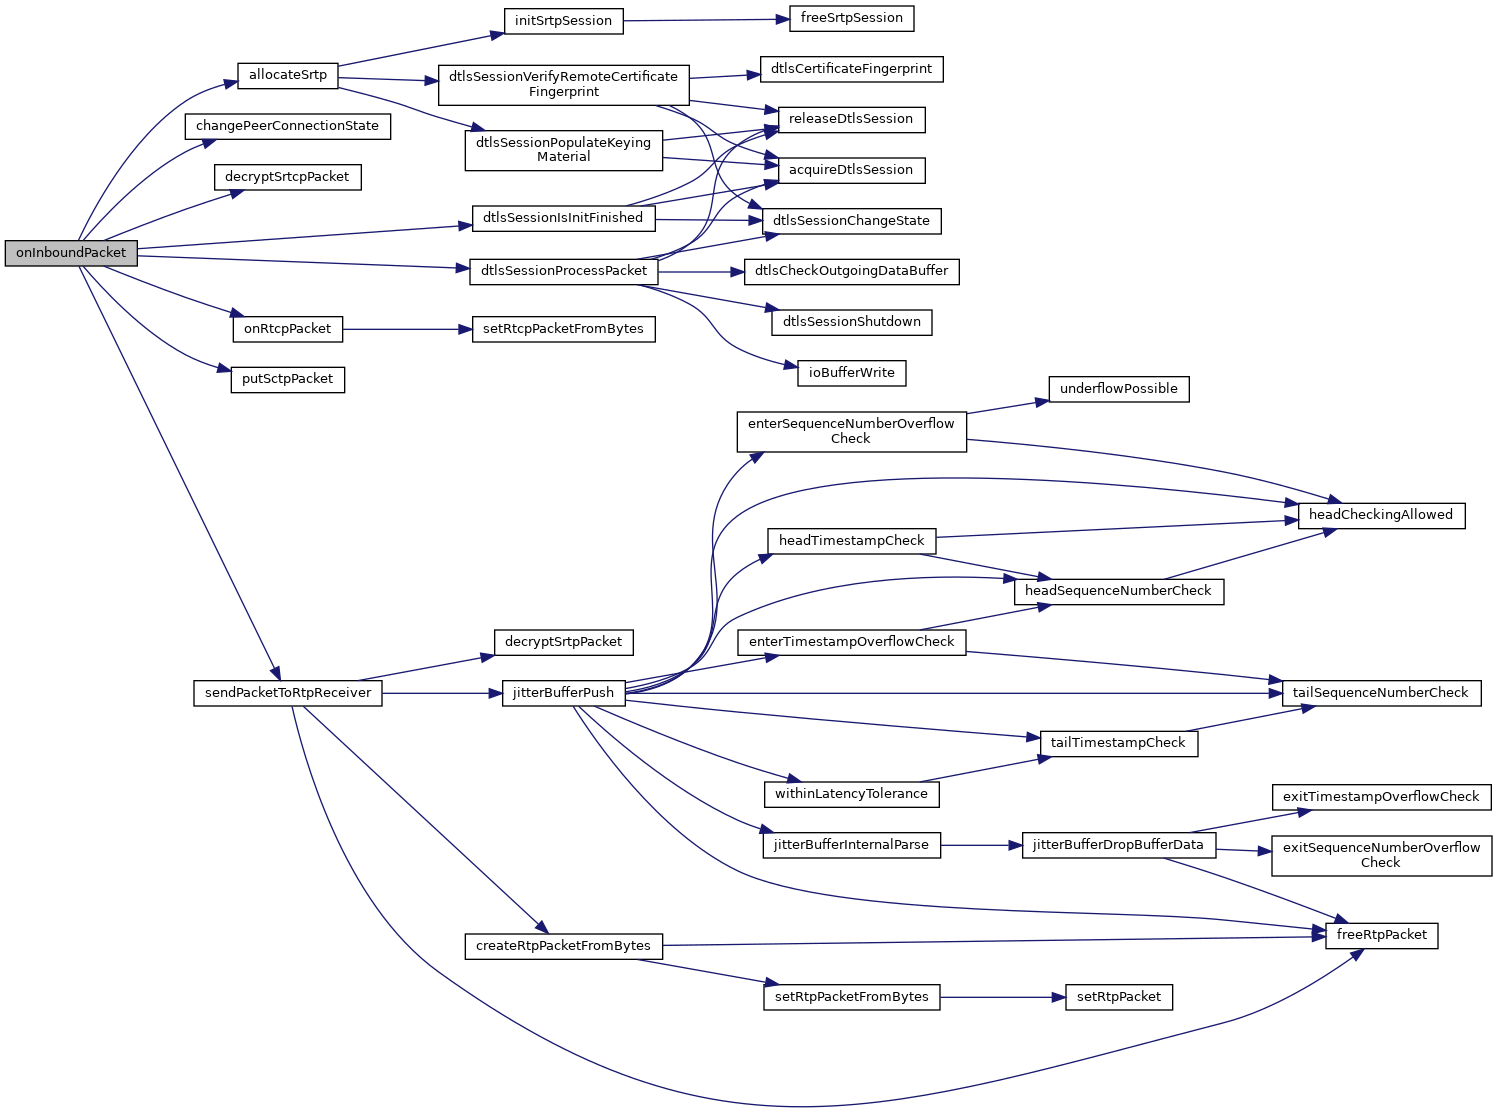 initSrtpSession
freeSrtpSession
allocateSrtp
dtlsSessionVerifyRemoteCertificate
Fingerprint
dtlsCertificateFingerprint
releaseDtlsSession
changePeerConnectionState
dtlsSessionPopulateKeying
Material
acquireDtlsSession
decryptSrtcpPacket
dtlsSessionIsInitFinished
dtlsSessionChangeState
onInboundPacket
dtlsSessionProcessPacket
dtlsCheckOutgoingDataBuffer
onRtcpPacket
setRtcpPacketFromBytes
dtlsSessionShutdown
putSctpPacket
ioBufferWrite
underflowPossible
enterSequenceNumberOverflow
Check
headCheckingAllowed
headTimestampCheck
headSequenceNumberCheck
decryptSrtpPacket
enterTimestampOverflowCheck
sendPacketToRtpReceiver
jitterBufferPush
tailSequenceNumberCheck
tailTimestampCheck
withinLatencyTolerance
exitTimestampOverflowCheck
jitterBufferInternalParse
jitterBufferDropBufferData
exitSequenceNumberOverflow
Check
createRtpPacketFromBytes
freeRtpPacket
setRtpPacketFromBytes
setRtpPacket